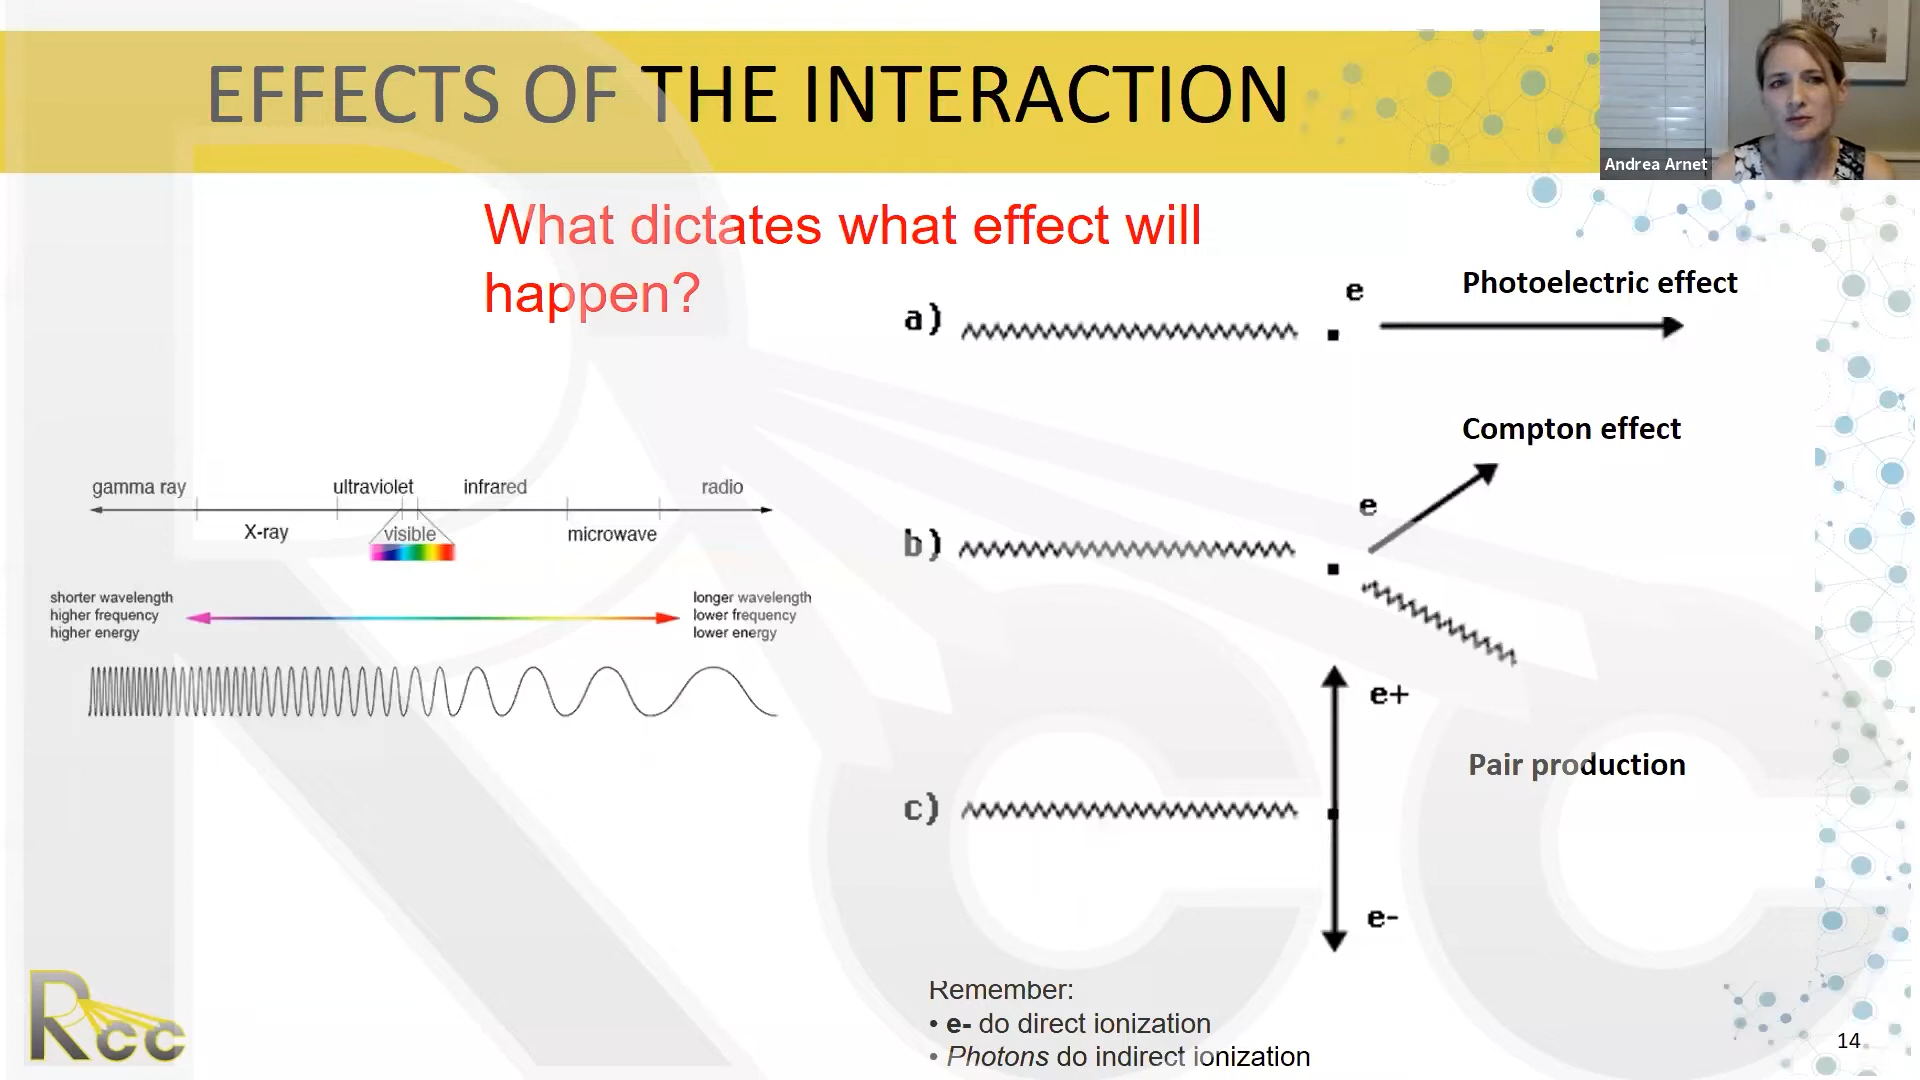 EFFECTS OF THE INTERACTION
Andrea Arnet
What dictates what effect will
happen?
a)
e
Photoelectric effect
Compton effect
e
b)
gamma ray
ultraviolet
infrared
radio
X-ray
visible
microwave
shorter wavelength
higher frequency
higher energy
longer wavelength
lower frequency
lower energy
e+
Pair production
c)
e-
Remember:
• e- do direct ionization
• Photons do indirect ionization
Rcc
14